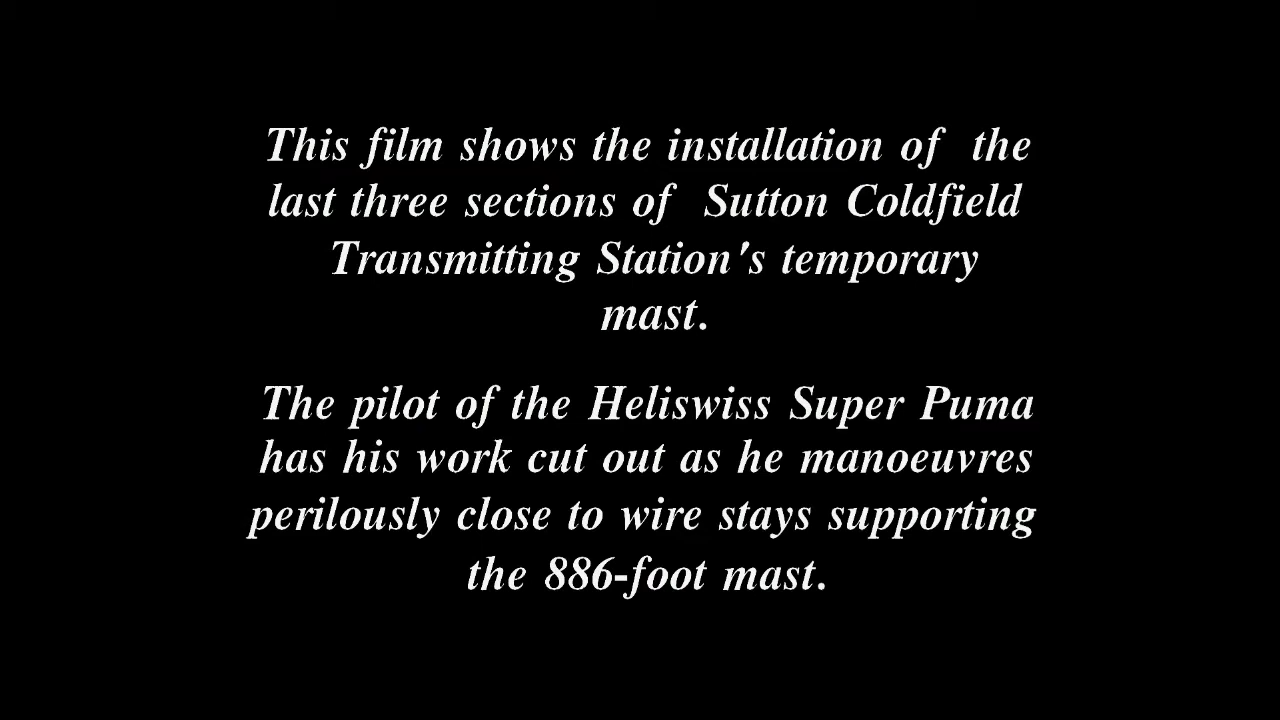 This film shows the installation of the
last three sections of Sutton Coldfield
Transmitting Station's temporary
mast.
The pilot of the Heliswiss Super Puma
has his work cut out as he manoeuvres
perilously close to wire stays supporting
the 886-foot mast.